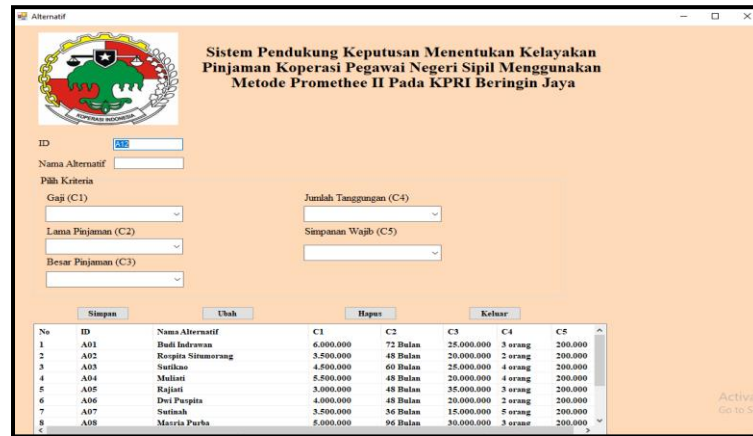 Alternatif
Sistem Pendukung Keputusan Menentukan Kelayakan
Pinjaman Koperasi Pegawai Negeri Sipil Menggunakan
Metode Promethee II Pada KPRI Beringin Jaya
KOPERASI INDONESIA
ID A12
Nama Alternatif
Pilih Kriteria
Gaji (C1)
Jumlah Tanggungan (C4)
Lama Pinjaman (C2)
Simpanan Wajib (C5)
Besar Pinjaman (C3)
Simpan Ubah Hapus Keluar
No ID Nama Alternatif C1 C2 C3 C4 C5
1 A01 Budi Indrawan 6.000.000 72 Bulan 25.000.000 3 orang 200.000
2 A02 Rospita Situmorang 3.500.000 48 Bulan 20.000.000 2 orang 200.000
3 A03 Sutikno 4.500.000 60 Bulan 25.000.000 4 orang 200.000
4 A04 Muliati 5.500.000 48 Bulan 20.000.000 4 orang 200.000
5 A05 Rajiati 3.000.000 48 Bulan 35.000.000 3 orang 200.000
6 A06 Dwi Puspita 4.000.000 48 Bulan 20.000.000 2 orang 200.000
7 A07 Sutinah 3.500.000 36 Bulan 15.000.000 5 orang 200.000
8 A08 Masria Purba 5.000.000 96 Bulan 30.000.000 3 orang 200.000
Activa
Go to S